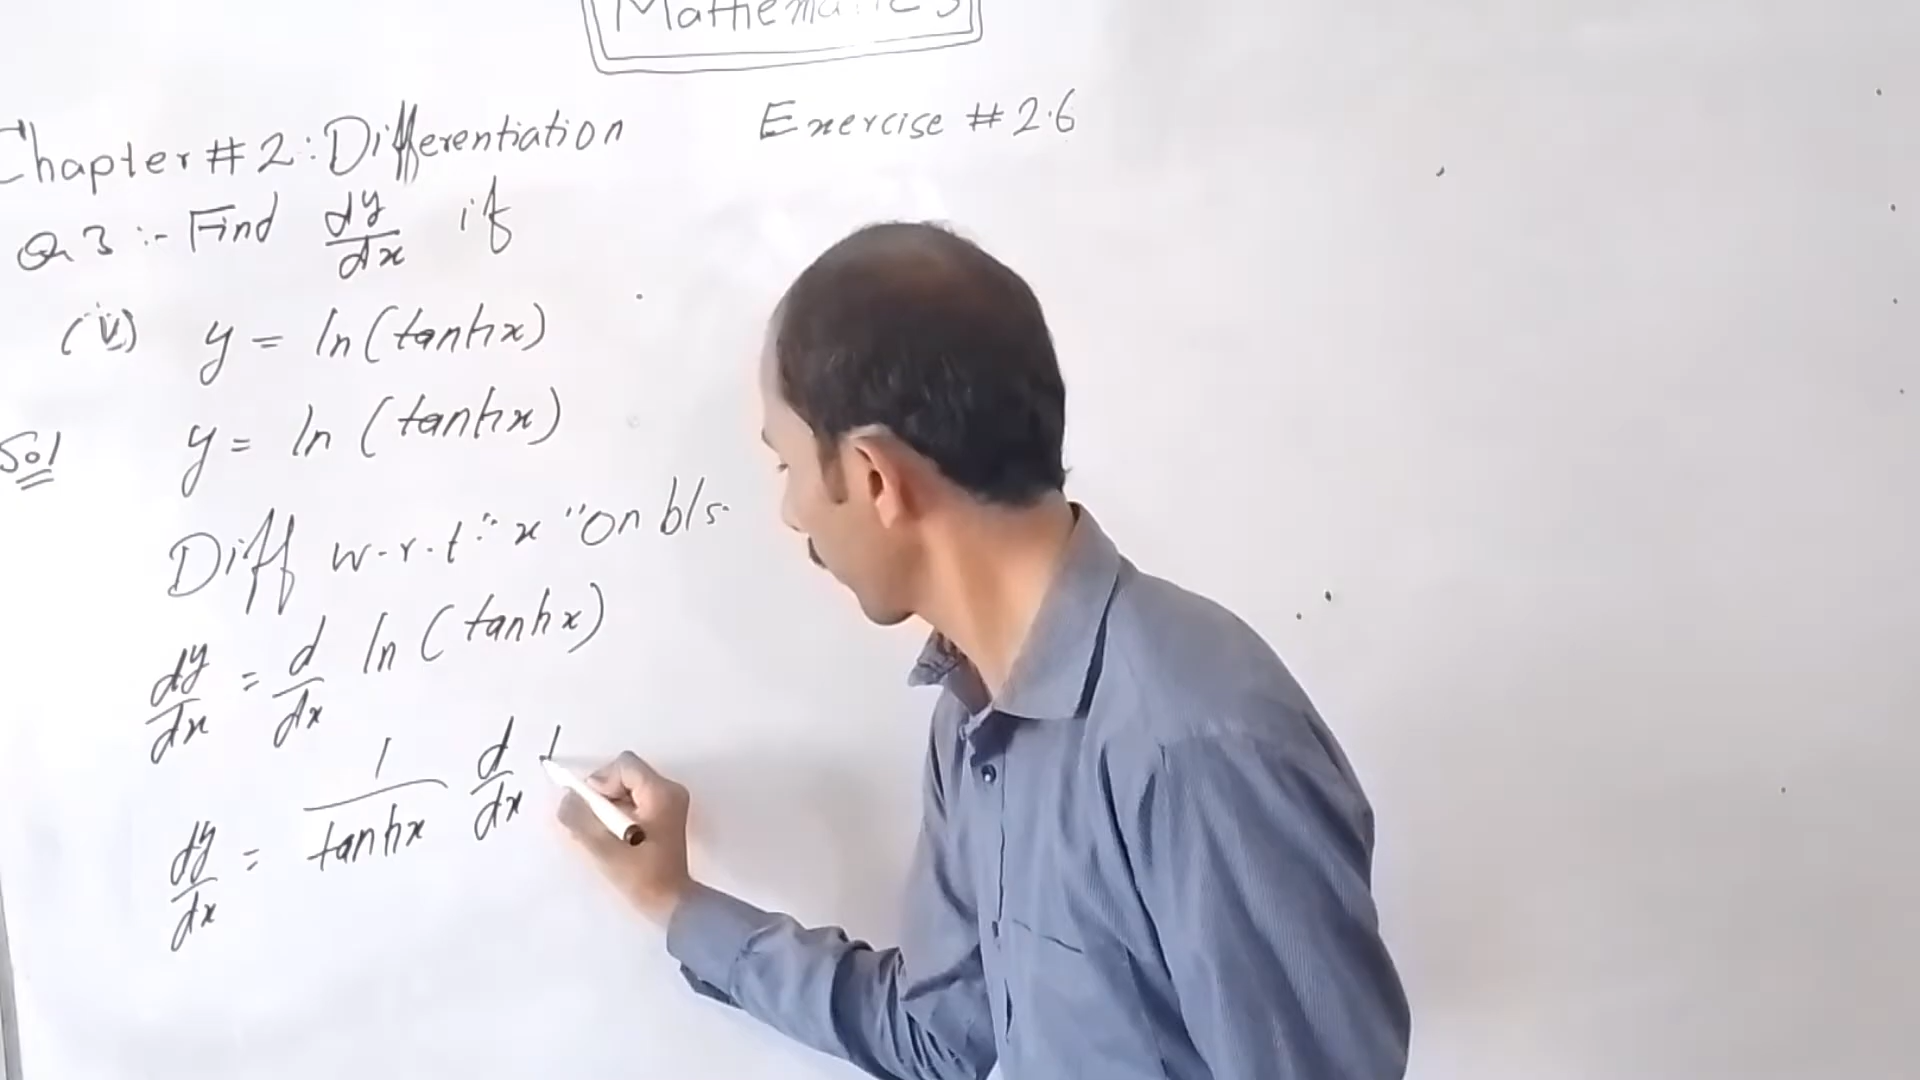 Mathematics
Chapter # 2 : Differentiation Exercise # 2.6
Q 3 :- Find dy/dx if
(v) y = ln (tanhx)
Sol y = ln (tanhx)
Diff w.r.t "x" on b/s.
dy/dx = d/dx ln (tanhx)
dy/dx = 1/tanhx d/dx t